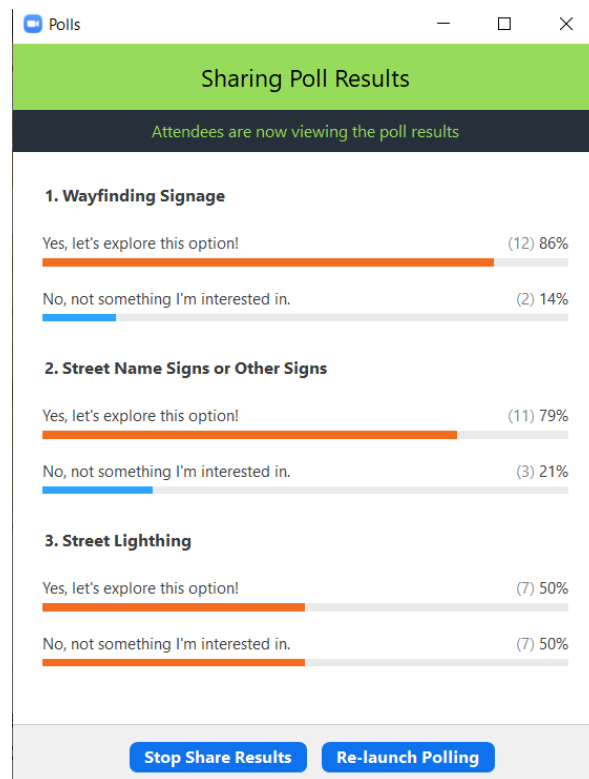 Polls
Sharing Poll Results
Attendees are now viewing the poll results
1. Wayfinding Signage
Yes, let's explore this option! (12) 86%
No, not something I'm interested in. (2) 14%
2. Street Name Signs or Other Signs
Yes, let's explore this option! (11) 79%
No, not something I'm interested in. (3) 21%
3. Street Lighthing
Yes, let's explore this option! (7) 50%
No, not something I'm interested in. (7) 50%
Stop Share Results Re-launch Polling